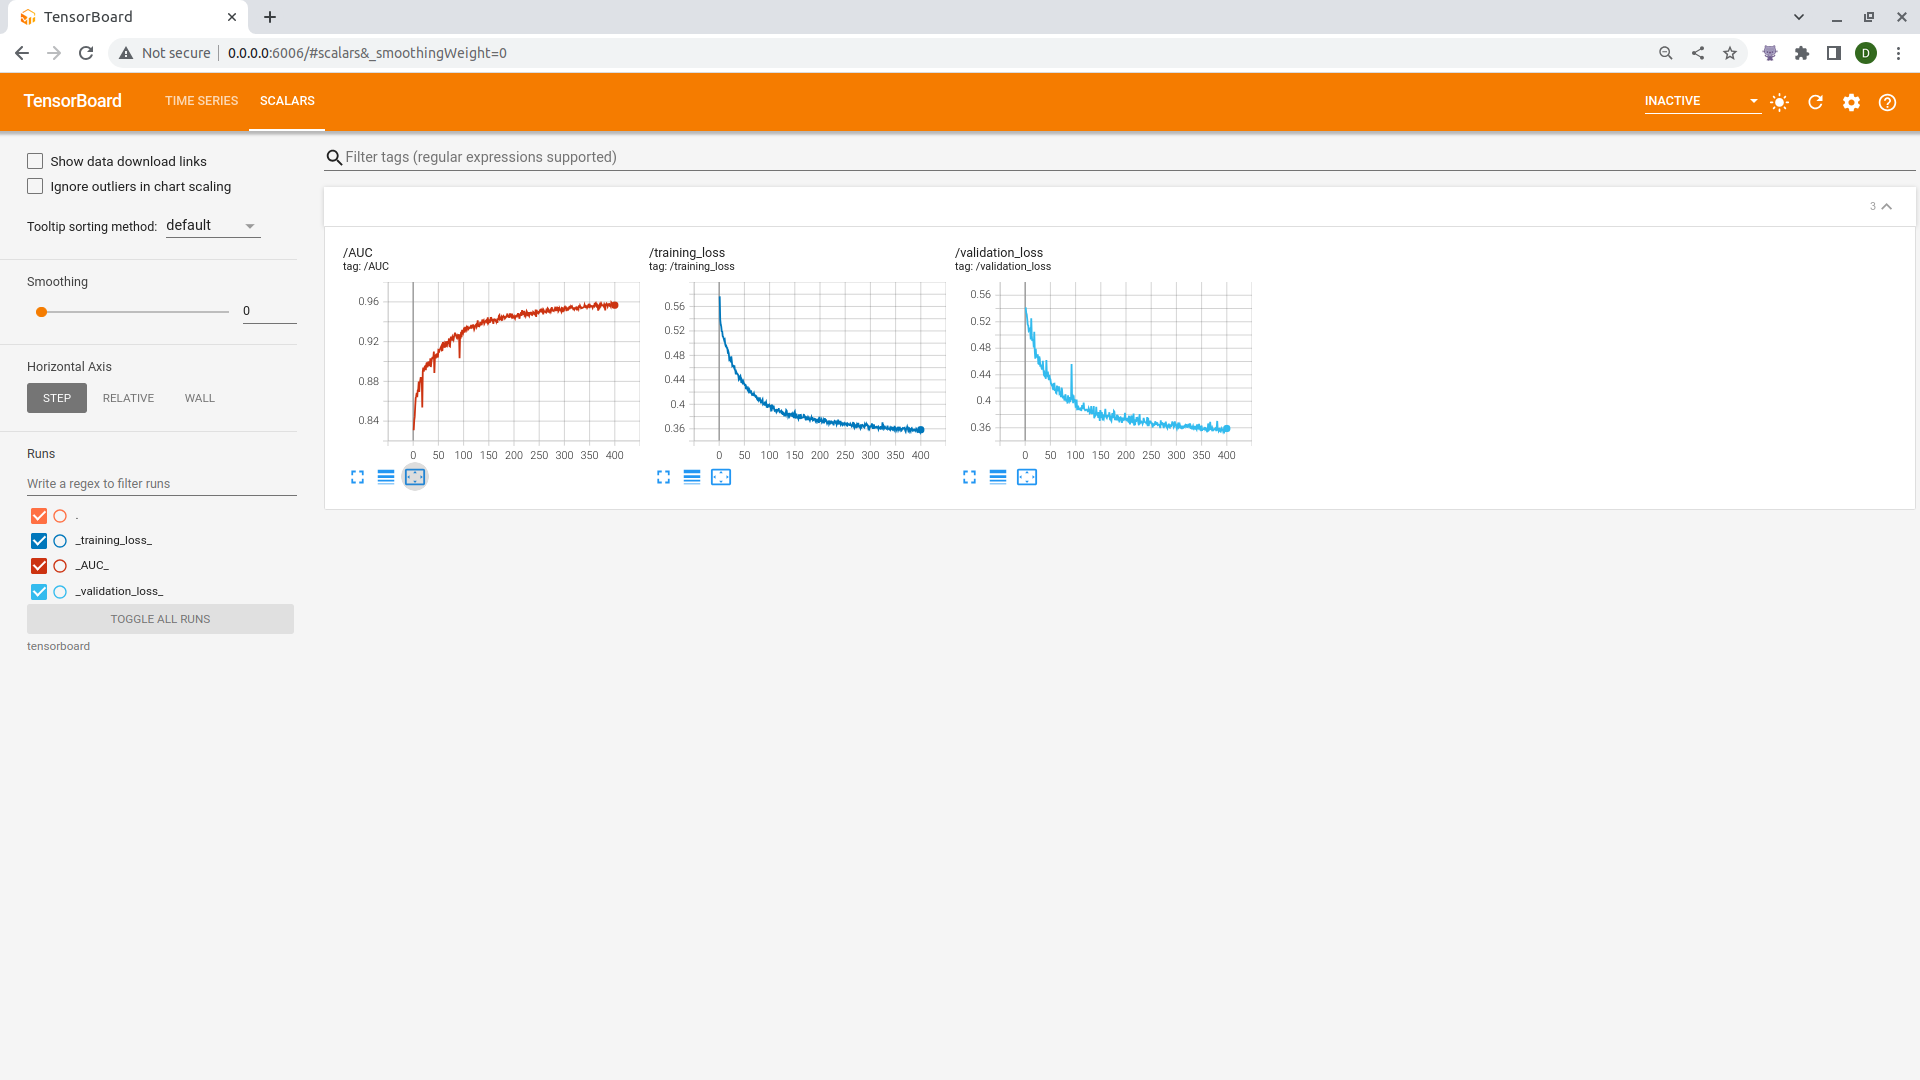 TensorBoard
Not secure 0.0.0.0:6006/#scalars&_smoothingWeight=0
D
TensorBoard TIME SERIES SCALARS INACTIVE
Show data download links
Ignore outliers in chart scaling
Tooltip sorting method: default
Smoothing
0
Horizontal Axis
STEP RELATIVE WALL
Runs
Write a regex to filter runs
.
_training_loss_
_AUC_
_validation_loss_
TOGGLE ALL RUNS
tensorboard
Filter tags (regular expressions supported)
3
/AUC
tag: /AUC
0.96
0.92
0.88
0.84
0 50 100 150 200 250 300 350 400
/training_loss
tag: /training_loss
0.56
0.52
0.48
0.44
0.4
0.36
0 50 100 150 200 250 300 350 400
/validation_loss
tag: /validation_loss
0.56
0.52
0.48
0.44
0.4
0.36
0 50 100 150 200 250 300 350 400